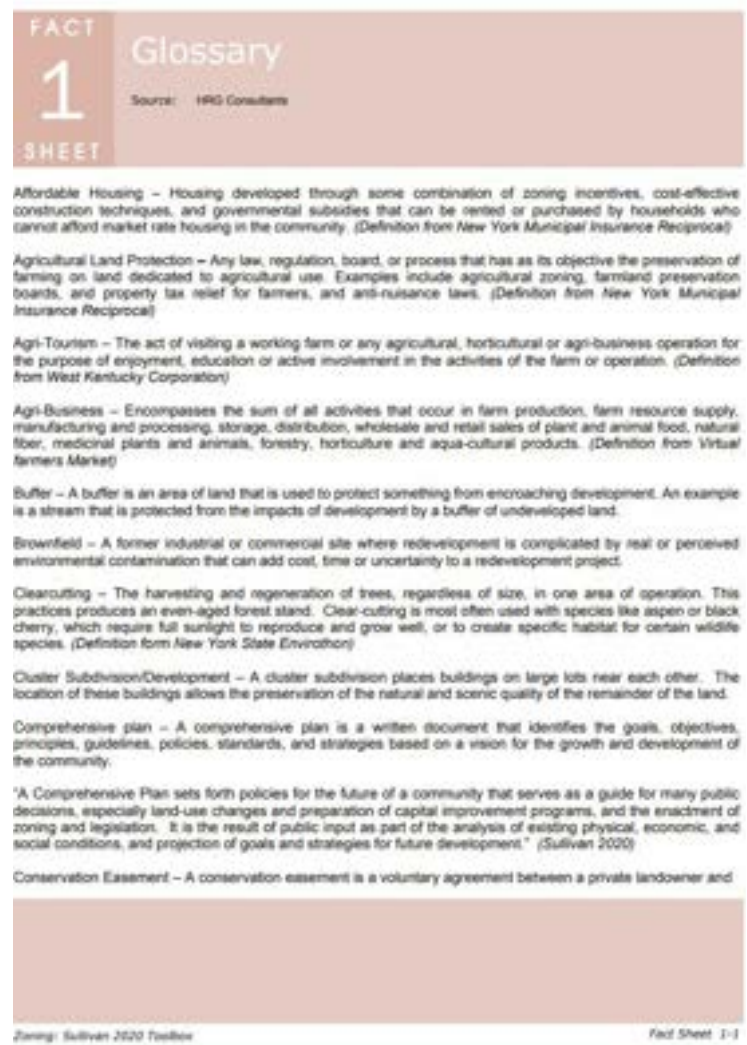 FACT
1
SHEET
Glossary
Source: HRG Consultants
Affordable Housing – Housing developed through some combination of zoning incentives, cost-effective
construction techniques, and governmental subsidies that can be rented or purchased by households who
cannot afford market rate housing in the community. (Definition from New York Municipal Insurance Reciprocal)
Agricultural Land Protection – Any law, regulation, board, or process that has as its objective the preservation of
farming on land dedicated to agricultural use. Examples include agricultural zoning, farmland preservation
boards, and property tax relief for farmers, and anti-nuisance laws. (Definition from New York Municipal
Insurance Reciprocal)
Agri-Tourism – The act of visiting a working farm or any agricultural, horticultural or agri-business operation for
the purpose of enjoyment, education or active involvement in the activities of the farm or operation. (Definition
from West Kentucky Corporation)
Agri-Business – Encompasses the sum of all activities that occur in farm production, farm resource supply,
manufacturing and processing, storage, distribution, wholesale and retail sales of plant and animal food, natural
fiber, medicinal plants and animals, forestry, horticulture and aqua-cultural products. (Definition from Virtual
farmers Market)
Buffer – A buffer is an area of land that is used to protect something from encroaching development. An example
is a stream that is protected from the impacts of development by a buffer of undeveloped land.
Brownfield – A former industrial or commercial site where redevelopment is complicated by real or perceived
environmental contamination that can add cost, time or uncertainty to a redevelopment project.
Clearcutting – The harvesting and regeneration of trees, regardless of size, in one area of operation. This
practices produces an even-aged forest stand. Clear-cutting is most often used with species like aspen or black
cherry, which require full sunlight to reproduce and grow well, or to create specific habitat for certain wildlife
species. (Definition form New York State Envirothon)
Cluster Subdivision/Development – A cluster subdivision places buildings on large lots near each other. The
location of these buildings allows the preservation of the natural and scenic quality of the remainder of the land.
Comprehensive plan – A comprehensive plan is a written document that identifies the goals, objectives,
principles, guidelines, policies, standards, and strategies based on a vision for the growth and development of
the community.
"A Comprehensive Plan sets forth policies for the future of a community that serves as a guide for many public
decisions, especially land-use changes and preparation of capital improvement programs, and the enactment of
zoning and legislation. It is the result of public input as part of the analysis of existing physical, economic, and
social conditions, and projection of goals and strategies for future development." (Sullivan 2020)
Conservation Easement – A conservation easement is a voluntary agreement between a private landowner and
Zoning: Sullivan 2020 Toolbox
Fact Sheet 1-1